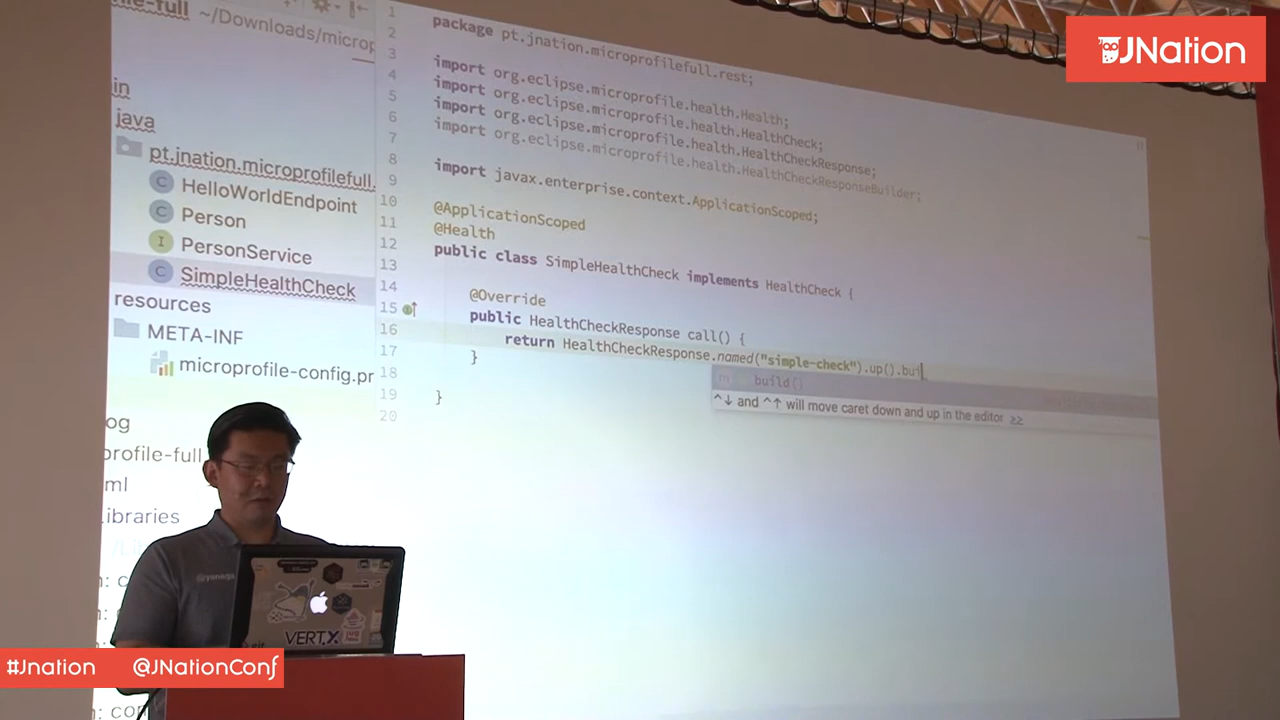 JNation
file-full ~/Downloads/microp
in
java
pt.jnation.microprofilefull.
C HelloWorldEndpoint
C Person
I PersonService
C SimpleHealthCheck
resources
META-INF
microprofile-config.pr
og
profile-full
ml
Libraries
1
2
3
4
5
6
7
8
9
10
11
12
13
14
15
16
17
18
19
20
package pt.jnation.microprofilefull.rest;
import org.eclipse.microprofile.health.Health;
import org.eclipse.microprofile.health.HealthCheck;
import org.eclipse.microprofile.health.HealthCheckResponse;
import org.eclipse.microprofile.health.HealthCheckResponseBuilder;
import javax.enterprise.context.ApplicationScoped;
@ApplicationScoped
@Health
public class SimpleHealthCheck implements HealthCheck {
@Override
public HealthCheckResponse call() {
return HealthCheckResponse.named("simple-check").up().bui
}
}
m build()
^↓ and ^↑ will move caret down and up in the editor >>
VERT.X
#Jnation @JNationConf
n: con